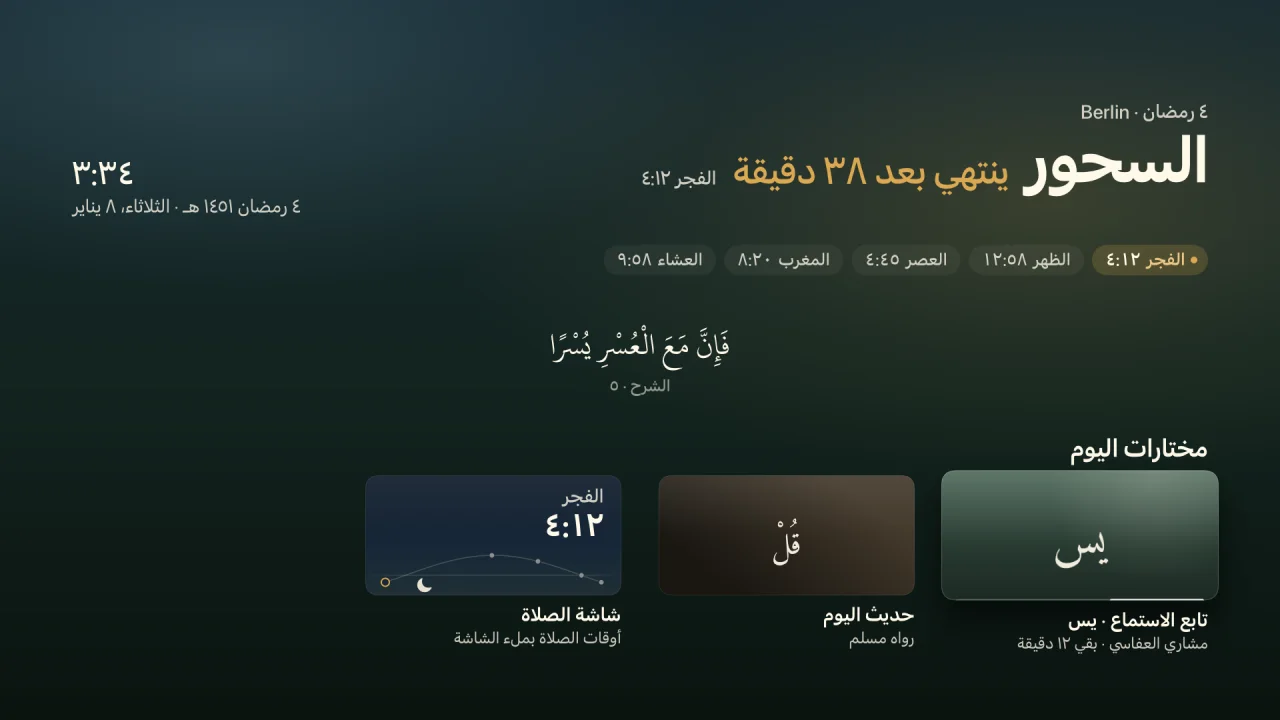 ٤ رمضان · Berlin
السحور ينتهي بعد ٣٨ دقيقة الفجر ٤:١٢
٣:٣٤
٤ رمضان ١٤٥١ هـ · الثلاثاء، ٨ يناير
الفجر ٤:١٢
الظهر ١٢:٥٨
العصر ٤:٤٥
المغرب ٨:٢٠
العشاء ٩:٥٨
فَإِنَّ مَعَ الْعُسْرِ يُسْرًا
الشرح · ٥
مختارات اليوم
يس
تابع الاستماع · يس
مشاري العفاسي · بقي ١٢ دقيقة
قُلْ
حديث اليوم
رواه مسلم
الفجر
٤:١٢
شاشة الصلاة
أوقات الصلاة بملء الشاشة